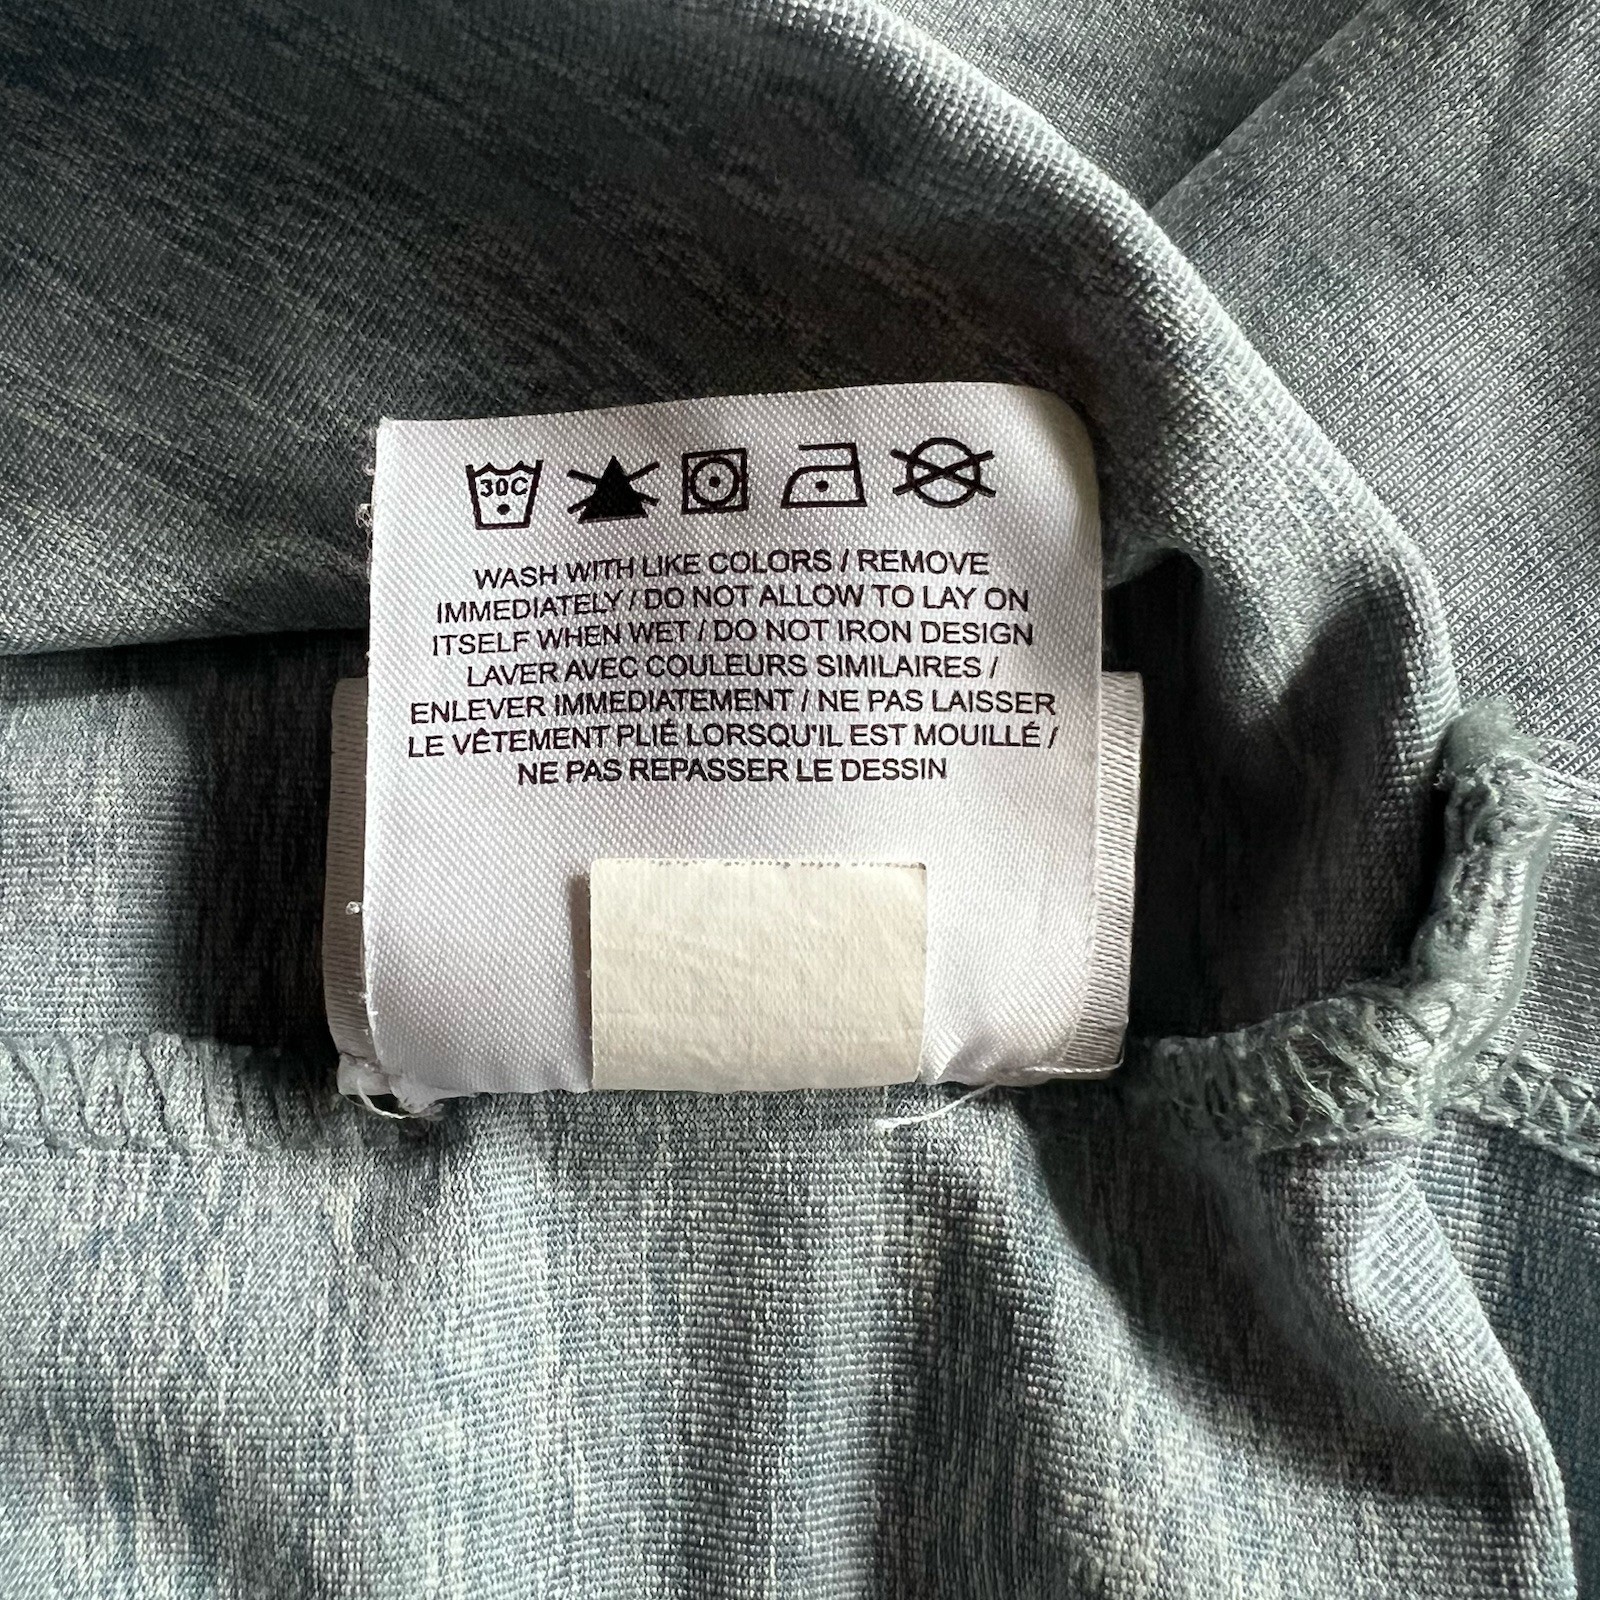 30C
WASH WITH LIKE COLORS / REMOVE
IMMEDIATELY / DO NOT ALLOW TO LAY ON
ITSELF WHEN WET / DO NOT IRON DESIGN
LAVER AVEC COULEURS SIMILAIRES /
ENLEVER IMMEDIATEMENT / NE PAS LAISSER
LE VÊTEMENT PLIÉ LORSQU'IL EST MOUILLÉ /
NE PAS REPASSER LE DESSIN